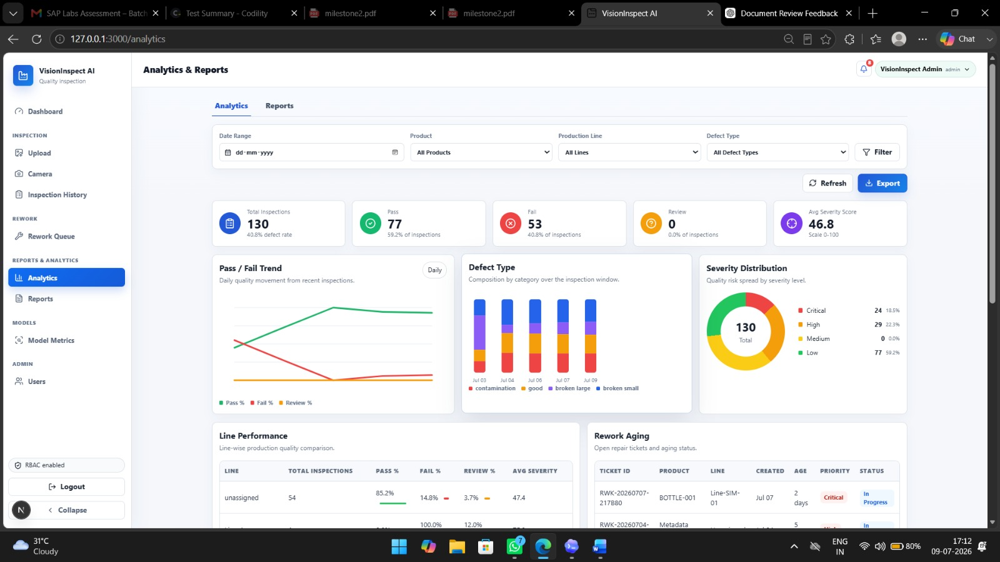 SAP Labs Assessment – Batch
Test Summary - Codility
milestone2.pdf
milestone2.pdf
VisionInspect AI
Document Review Feedback
127.0.0.1:3000/analytics
Chat
VisionInspect AI
Quality inspection
Analytics & Reports
8
VisionInspect Admin admin
Dashboard
INSPECTION
Upload
Camera
Inspection History
REWORK
Rework Queue
REPORTS & ANALYTICS
Analytics
Reports
MODELS
Model Metrics
ADMIN
Users
RBAC enabled
Logout
N
Collapse
Analytics Reports
Date Range Product Production Line Defect Type
dd-mm-yyyy All Products All Lines All Defect Types Filter
Refresh Export
Total Inspections
130
40.8% defect rate
Pass
77
59.2% of inspections
Fail
53
40.8% of inspections
Review
0
0.0% of inspections
Avg Severity Score
46.8
Scale 0-100
Pass / Fail Trend
Daily
Daily quality movement from recent inspections.
Pass % Fail % Review %
Defect Type
Composition by category over the inspection window.
Jul 03 Jul 04 Jul 06 Jul 07 Jul 09
contamination good broken large broken small
Severity Distribution
Quality risk spread by severity level.
130
Total
Critical 24 18.5%
High 29 22.3%
Medium 0 0.0%
Low 77 59.2%
Line Performance
Line-wise production quality comparison.
LINE TOTAL INSPECTIONS PASS % FAIL % REVIEW % AVG SEVERITY
unassigned 54 85.2% 14.8% 3.7% 47.4
100.0% 12.0%
Rework Aging
Open repair tickets and aging status.
TICKET ID PRODUCT LINE CREATED AGE PRIORITY STATUS
RWK-20260707-217B80 BOTTLE-001 Line-SIM-01 Jul 07 2 days Critical In Progress
RWK-20260704- Metadata 5 In
31°C
Cloudy
7
ENG
IN
80%
17:12
09-07-2026